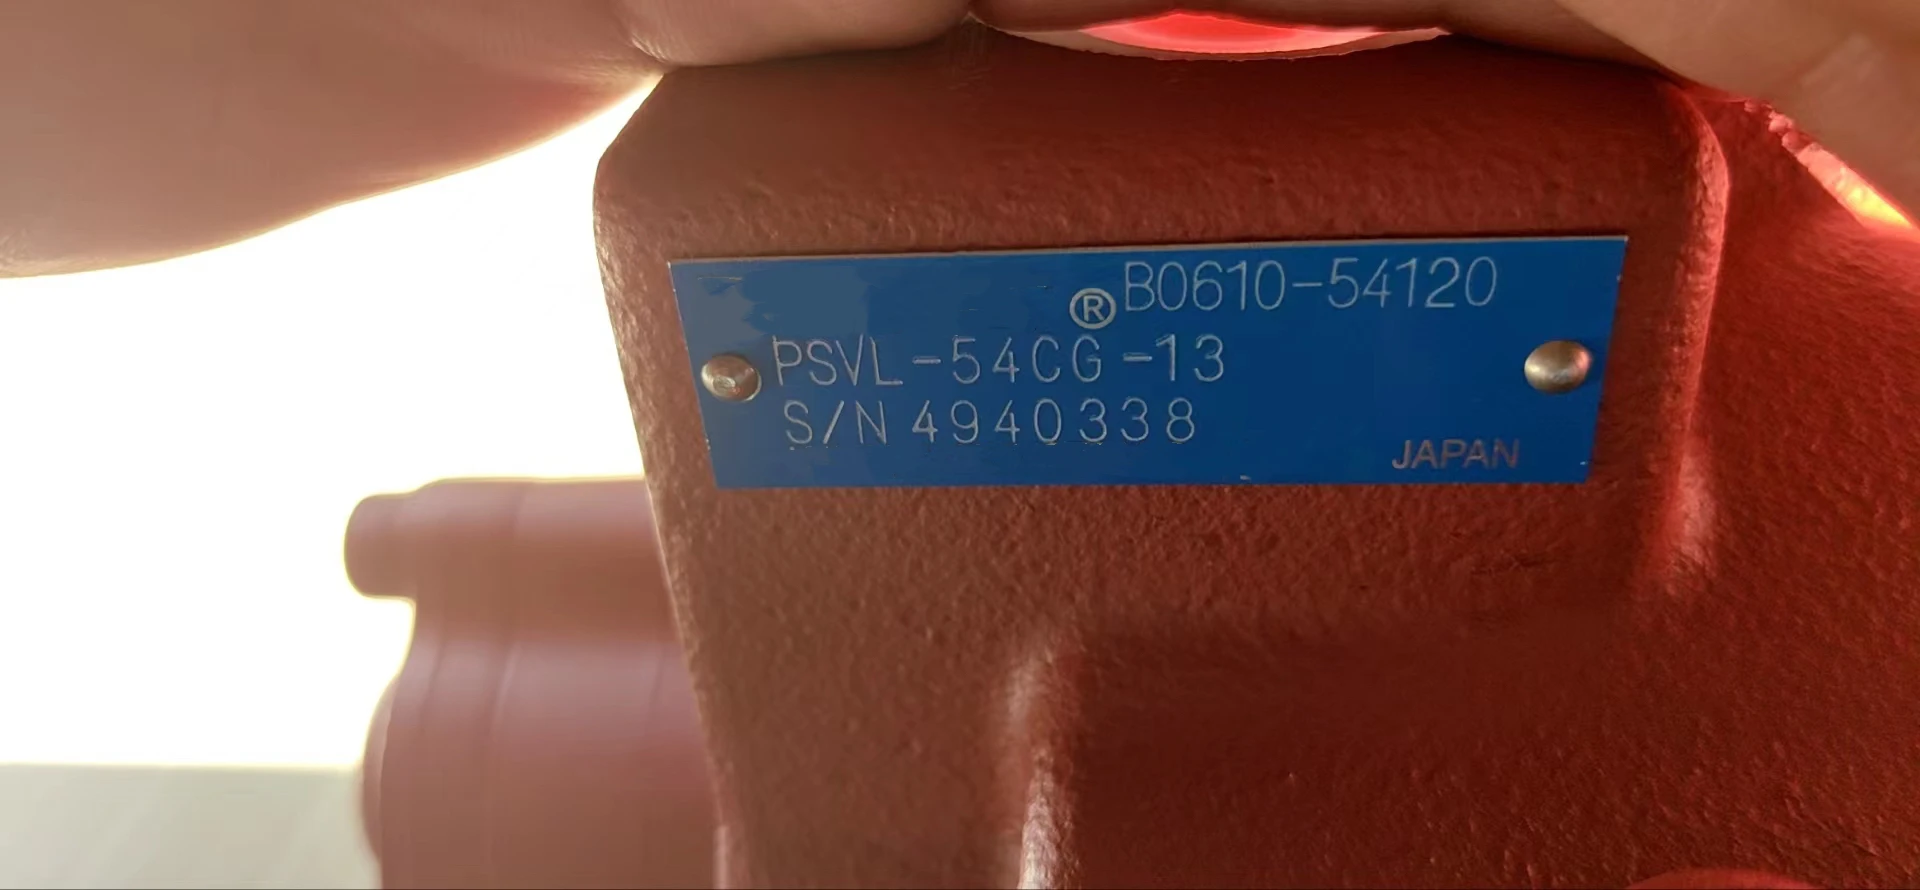 ® B0610-54120
PSVL-54CG-13
S/N 4940338
JAPAN